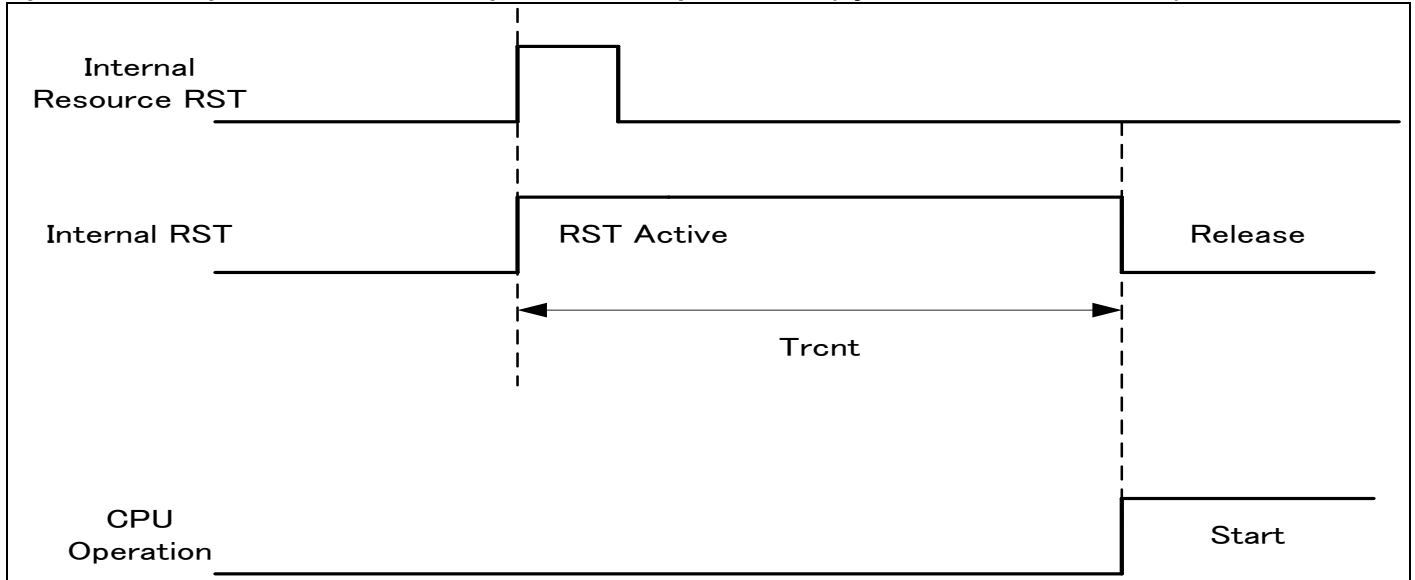 Internal
Resource RST
Internal RST
RST Active
Release
Trcnt
CPU
Operation
Start